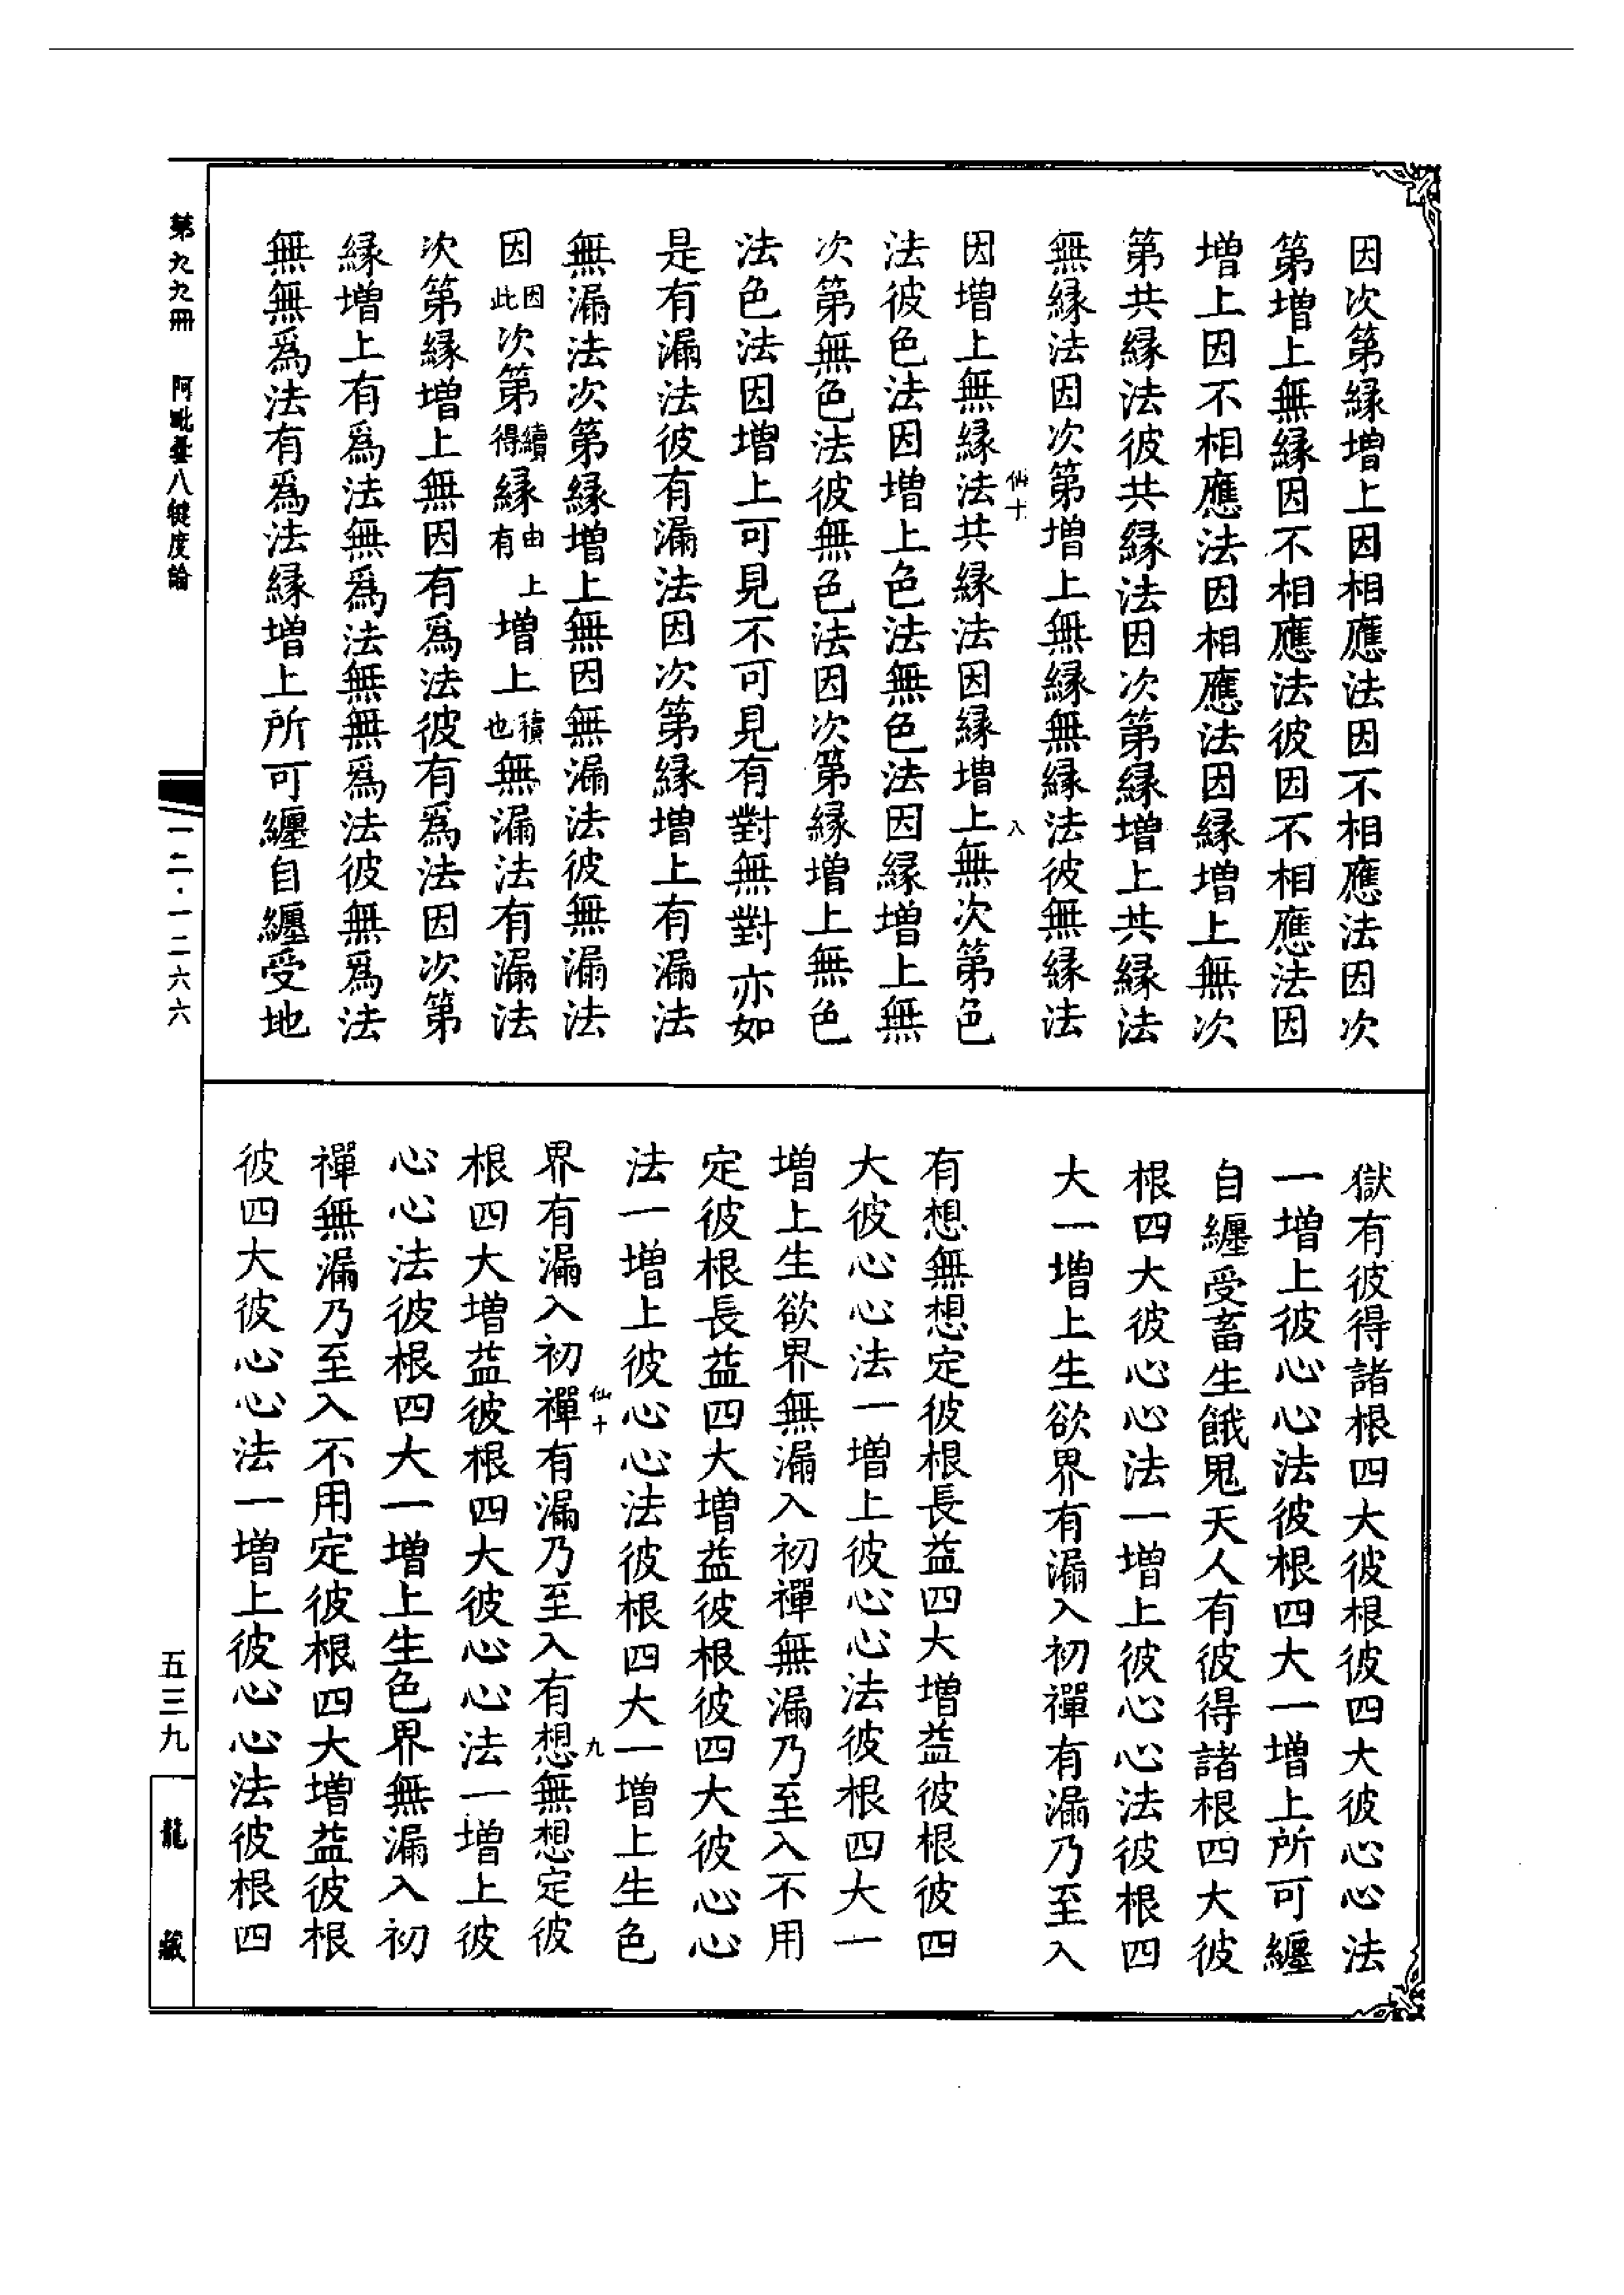 因次第緣增上因相應法因不相應法因次
第增上無緣因不相應法彼因不相應法因
增上因不相應法因相應法因緣增上無次
第共緣法彼共緣法因次第緣增上共緣法
無緣法因次第增上無緣無緣法彼無緣法
仙十 八
因增上無緣法共緣法因緣增上無次第色
法彼色法因增上色法無色法因緣增上無
次第無色法彼無色法因次第緣增上無色
法色法因增上可見不可見有對無對亦如
是有漏法彼有漏法因次第緣增上有漏法
無漏法次第緣增上無因無漏法彼無漏法
因因此次第續得緣由上有增上積也無漏法有漏法
次第緣增上無因有爲法彼有爲法因次第
緣增上有爲法無爲法無無爲法彼無爲法
無無爲法有爲法緣增上所可纏自纏受地
獄有彼得諸根四大彼根彼四大彼心心法
一增上彼心心法彼根四大一增上所可纏
自纏受畜生餓鬼天人有彼得諸根四大彼
根四大彼心心法一增上彼心心法彼根四
大一增上生欲界有漏入初禪有漏乃至入
有想無想定彼根長益四大增益彼根彼四
大彼心心法一增上彼心心法彼根四大一
增上生欲界無漏入初禪無漏乃至入不用
定彼根長益四大增益彼根彼四大彼心心
法一增上彼心心法彼根四大一增上生色
仙十 九
界有漏入初禪有漏乃至入有想無想定彼
根四大增益彼根四大彼心心法一增上彼
心心法彼根四大一增上生色界無漏入初
禪無漏乃至入不用定彼根四大增益彼根
彼四大彼心心法一增上彼心心法彼根四
第九九冊 阿毗曇八犍度論
一二·一二六六
五三九
龍藏